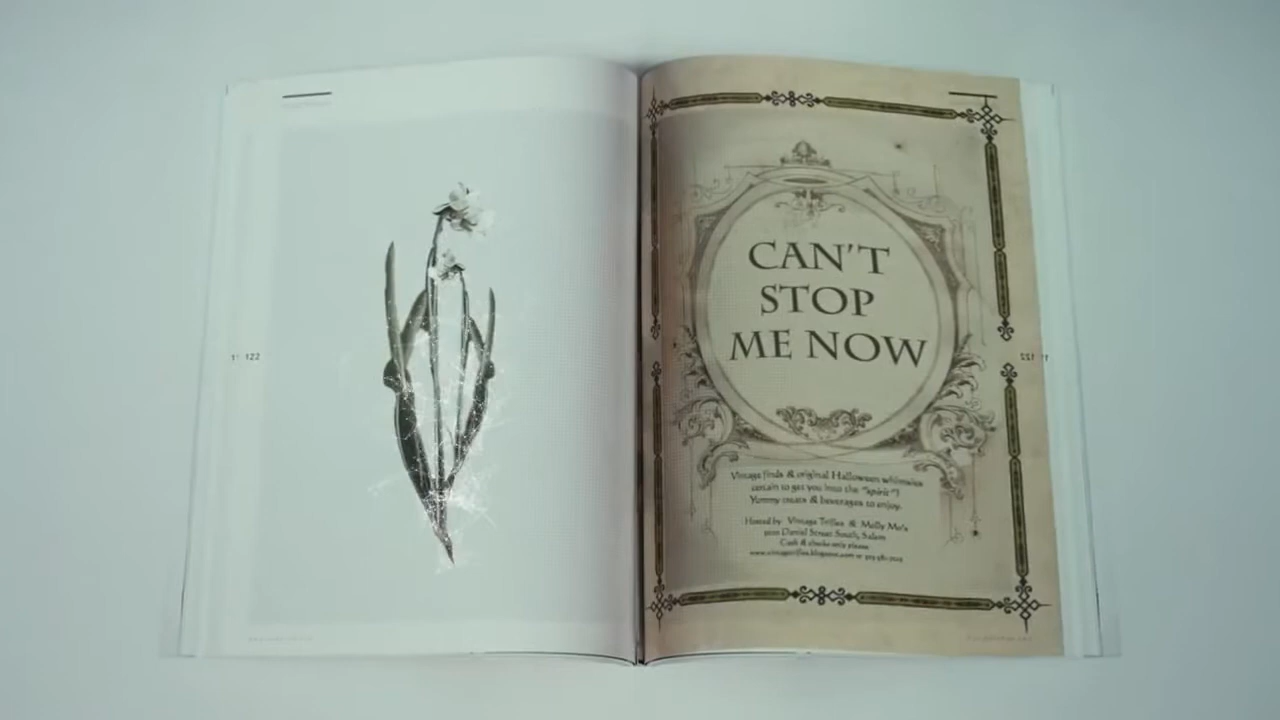 122
CAN'T
STOP
ME NOW
122
Vintage finds & original Halloween whimsies
certain to get you into the "spirit"!
Yummy treats & beverages to enjoy.
Hosted by Vintage Trifles & Molly Mo's
Daniel Street South, Salem
Cash & checks only please